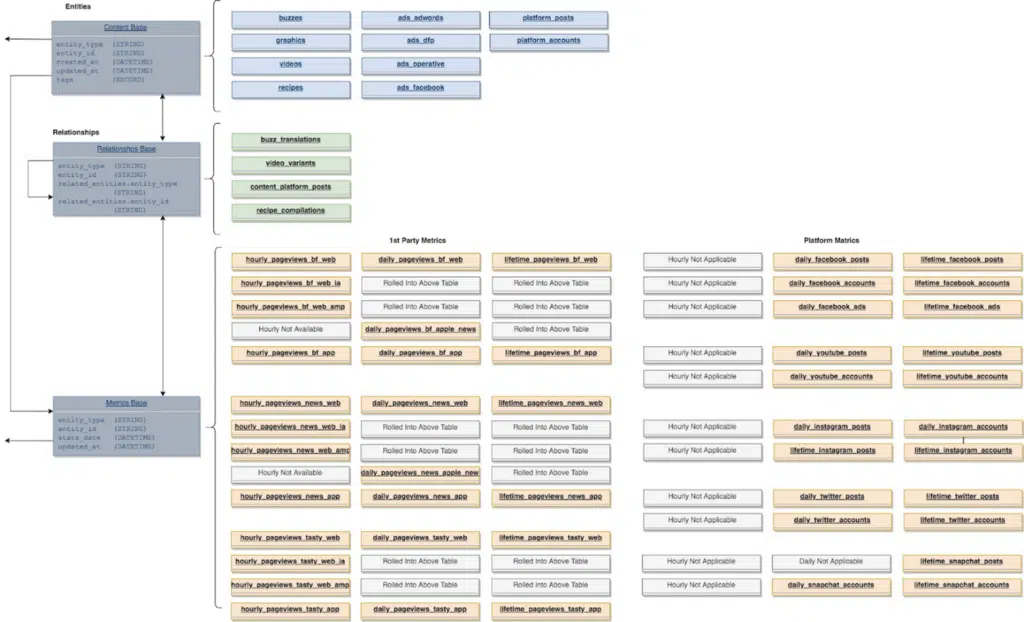 Entities
Content Base
entity_type (STRING)
entity_id (STRING)
created_at (DATETIME)
updated_at (DATETIME)
tags (RECORD)
buzzes ads_adwords platform_posts
graphics ads_dfp platform_accounts
videos ads_operative
recipes ads_facebook
Relationships
Relationships Base
entity_type (STRING)
entity_id (STRING)
related_entities.entity_type
(STRING)
related_entities.entity_id
(STRING)
buzz_translations
video_variants
content_platform_posts
recipe_compilations
1st Party Metrics Platform Matrics
Metrics Base
entity_type (STRING)
entity_id (STRING)
stats_date (DATETIME)
updated_at (DATETIME)
hourly_pageviews_bf_web daily_pageviews_bf_web lifetime_pageviews_bf_web
hourly_pageviews_bf_web_ia Rolled Into Above Table Rolled Into Above Table
hourly_pageviews_bf_web_amp Rolled Into Above Table Rolled Into Above Table
Hourly Not Available daily_pageviews_bf_apple_news Rolled Into Above Table
hourly_pageviews_bf_app daily_pageviews_bf_app lifetime_pageviews_bf_app
hourly_pageviews_news_web daily_pageviews_news_web lifetime_pageviews_news_web
hourly_pageviews_news_web_ia Rolled Into Above Table Rolled Into Above Table
hourly_pageviews_news_web_amp Rolled Into Above Table Rolled Into Above Table
Hourly Not Available daily_pageviews_news_apple_new Rolled Into Above Table
hourly_pageviews_news_app daily_pageviews_news_app lifetime_pageviews_news_app
hourly_pageviews_tasty_web daily_pageviews_tasty_web lifetime_pageviews_tasty_web
hourly_pageviews_tasty_web_ia Rolled Into Above Table Rolled Into Above Table
hourly_pageviews_tasty_web_amp Rolled Into Above Table Rolled Into Above Table
hourly_pageviews_tasty_app daily_pageviews_tasty_app lifetime_pageviews_tasty_app
Hourly Not Applicable daily_facebook_posts lifetime_facebook_posts
Hourly Not Applicable daily_facebook_accounts lifetime_facebook_accounts
Hourly Not Applicable daily_facebook_ads lifetime_facebook_ads
Hourly Not Applicable daily_youtube_posts lifetime_youtube_posts
Hourly Not Applicable daily_youtube_accounts lifetime_youtube_accounts
Hourly Not Applicable daily_instagram_posts daily_instagram_accounts
Hourly Not Applicable lifetime_instagram_posts lifetime_instagram_accounts
Hourly Not Applicable daily_twitter_posts lifetime_twitter_posts
Hourly Not Applicable daily_twitter_accounts lifetime_twitter_accounts
Hourly Not Applicable Daily Not Applicable lifetime_snapchat_posts
Hourly Not Applicable daily_snapchat_accounts lifetime_snapchat_accounts